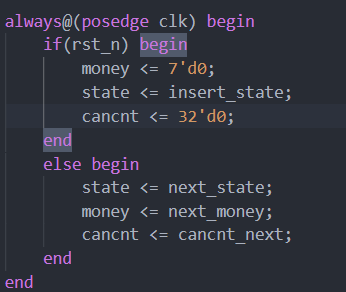 always@(posedge clk) begin
    if(rst_n) begin
        money <= 7'd0;
        state <= insert_state;
        cancnt <= 32'd0;
    end
    else begin
        state <= next_state;
        money <= next_money;
        cancnt <= cancnt_next;
    end
end